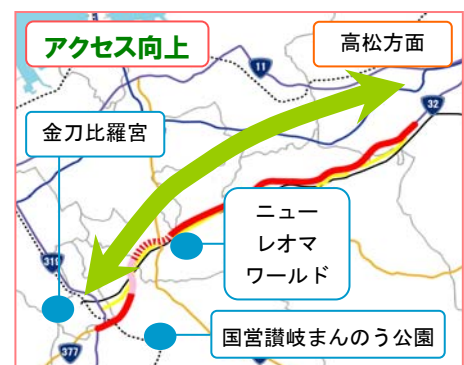 アクセス向上
高松方面
11
32
金刀比羅宮
ニュー
レオマ
ワールド
319
国営讃岐まんのう公園
377